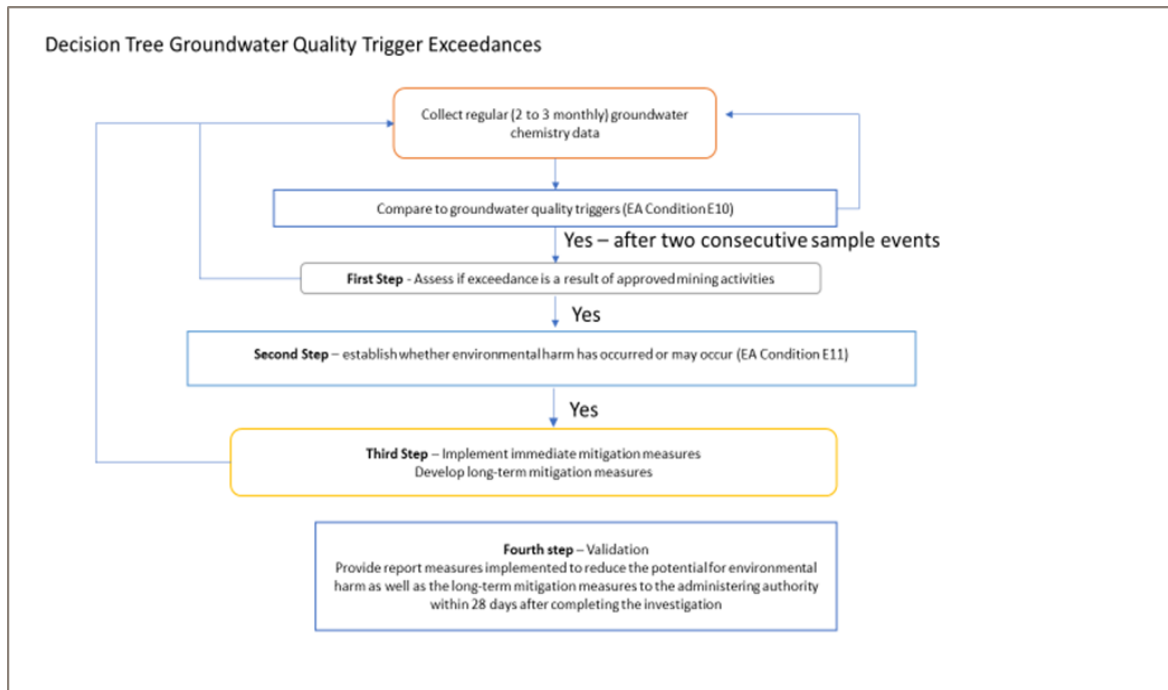 Decision Tree Groundwater Quality Trigger Exceedances
Collect regular (2 to 3 monthly) groundwater
chemistry data
Compare to groundwater quality triggers (EA Condition E10)
Yes – after two consecutive sample events
First Step - Assess if exceedance is a result of approved mining activities
Yes
Second Step – establish whether environmental harm has occurred or may occur (EA Condition E11)
Yes
Third Step – Implement immediate mitigation measures
Develop long-term mitigation measures
Fourth step – Validation
Provide report measures implemented to reduce the potential for environmental
harm as well as the long-term mitigation measures to the administering authority
within 28 days after completing the investigation